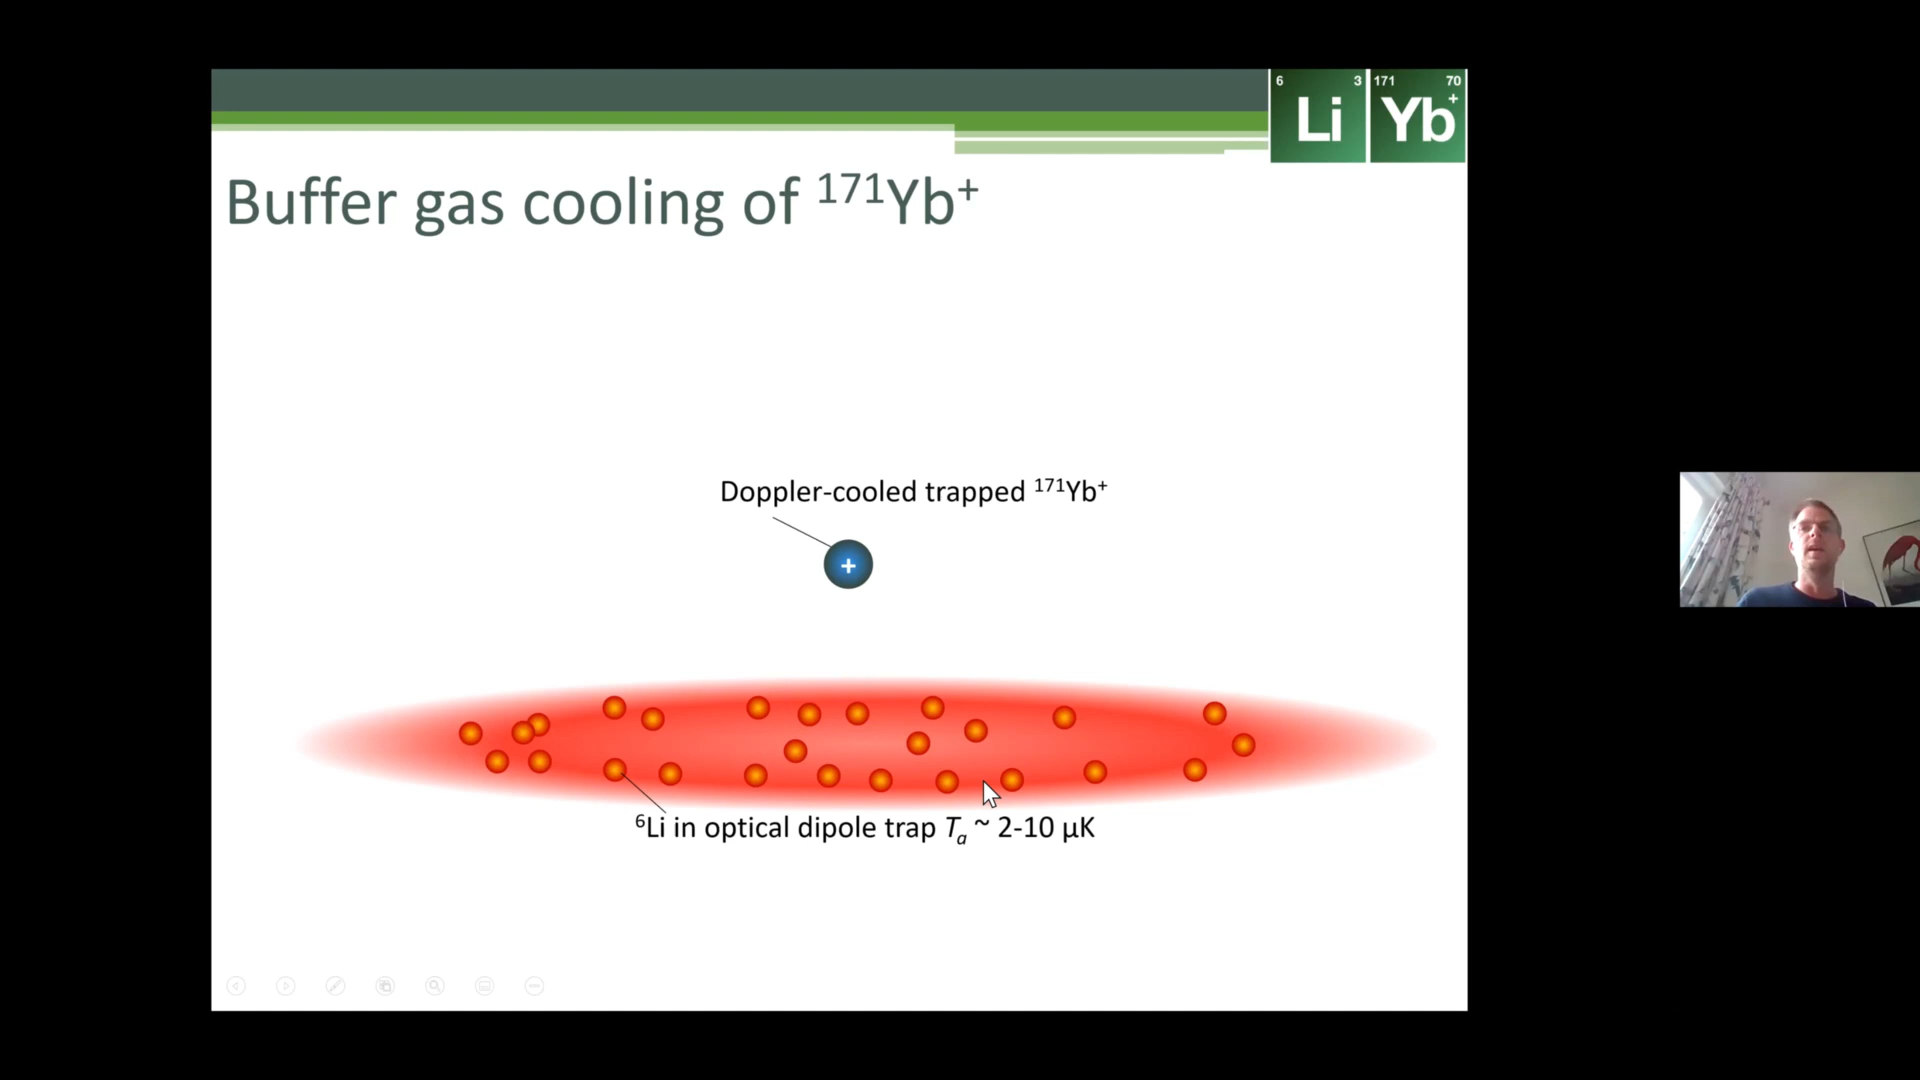 6 3 171 70
Li Yb⁺
Buffer gas cooling of ¹⁷¹Yb⁺
Doppler-cooled trapped ¹⁷¹Yb⁺
+
⁶Li in optical dipole trap Tₐ ~ 2-10 µK